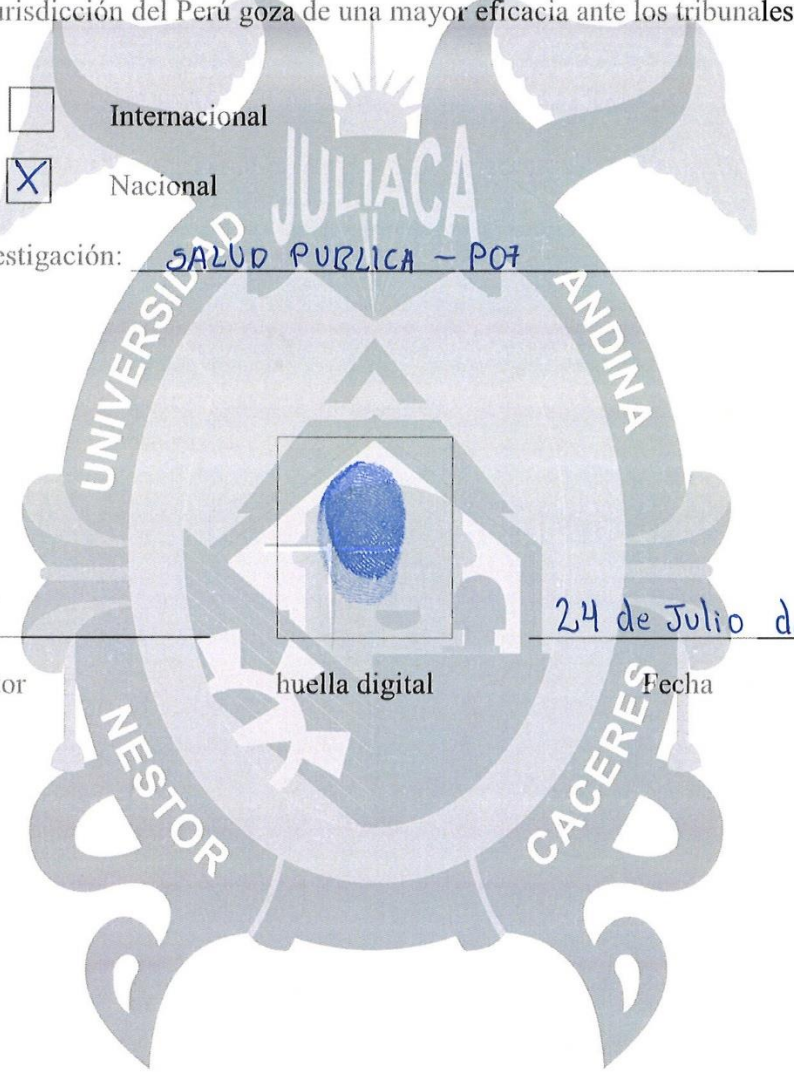 urisdicción del Perú goza de una mayor eficacia ante los tribunales
Internacional
X Nacional
estigación: SALUD PUBLICA - P07
24 de Julio d
or
huella digital
Fecha
UNIVERSIDAD ANDINA
NESTOR CACERES
JULIACA